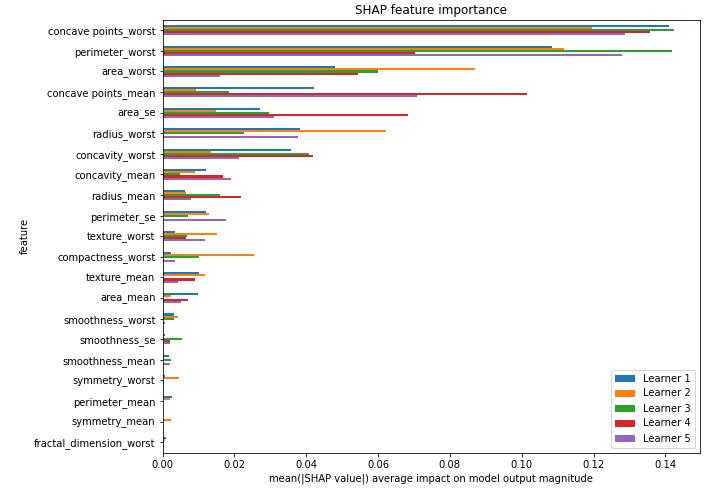 SHAP feature importance
concave points_worst
perimeter_worst
area_worst
concave points_mean
area_se
radius_worst
concavity_worst
concavity_mean
radius_mean
perimeter_se
texture_worst
compactness_worst
texture_mean
area_mean
smoothness_worst
smoothness_se
smoothness_mean
symmetry_worst
perimeter_mean
symmetry_mean
fractal_dimension_worst
feature
Learner 1
Learner 2
Learner 3
Learner 4
Learner 5
0.00 0.02 0.04 0.06 0.08 0.10 0.12 0.14
mean(|SHAP value|) average impact on model output magnitude